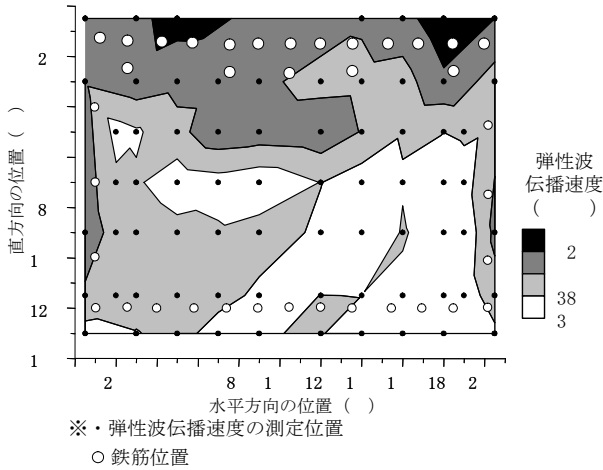 2
8
1
12
1
直方向の位置 ( )
2 8 1 12 1 1 18 2
水平方向の位置 ( )
弾性波
伝播速度
( )
2
38
3
※・弾性波伝播速度の測定位置
○ 鉄筋位置